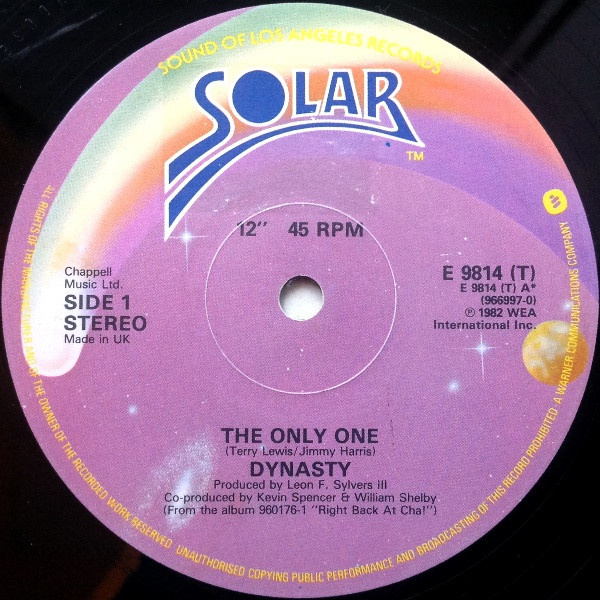 SOUND OF LOS ANGELES RECORDS
SOLAR
TM
12" 45 RPM
Chappell
Music Ltd.
SIDE 1
STEREO
Made in UK
E 9814 (T)
E 9814 (T) A*
(966997-0)
℗ 1982 WEA
International Inc.
THE ONLY ONE
(Terry Lewis/Jimmy Harris)
DYNASTY
Produced by Leon F. Sylvers III
Co-produced by Kevin Spencer & William Shelby
(From the album 960176-1 "Right Back At Cha!")
ALL RIGHTS OF THE MANUFACTURER AND OF THE OWNER OF THE RECORDED WORK RESERVED UNAUTHORISED COPYING PUBLIC PERFORMANCE AND BROADCASTING OF THIS RECORD PROHIBITED A WARNER COMMUNICATIONS COMPANY